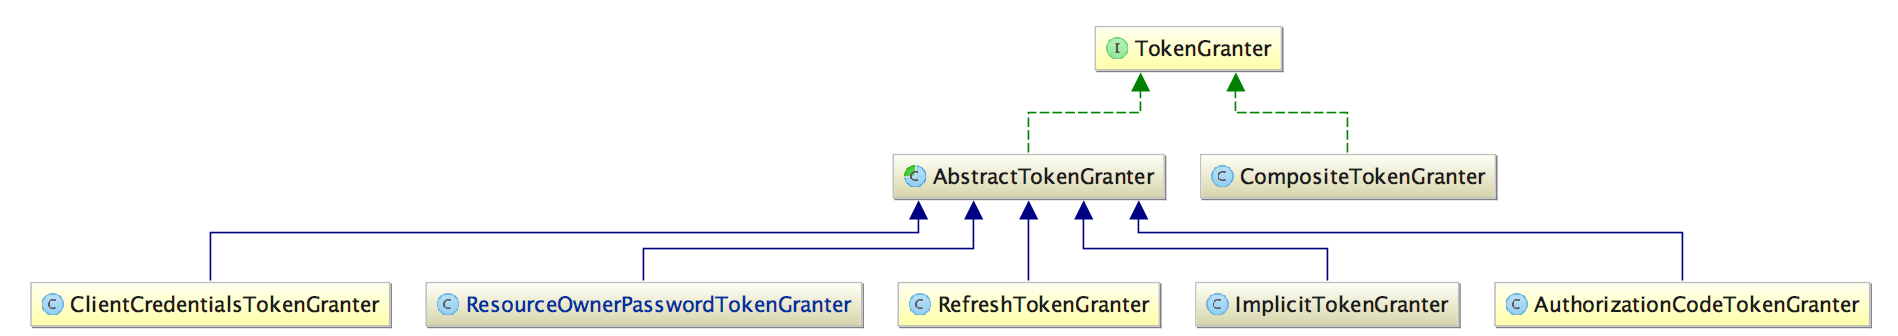 I TokenGranter
C AbstractTokenGranter
C CompositeTokenGranter
C ClientCredentialsTokenGranter
C ResourceOwnerPasswordTokenGranter
C RefreshTokenGranter
C ImplicitTokenGranter
C AuthorizationCodeTokenGranter